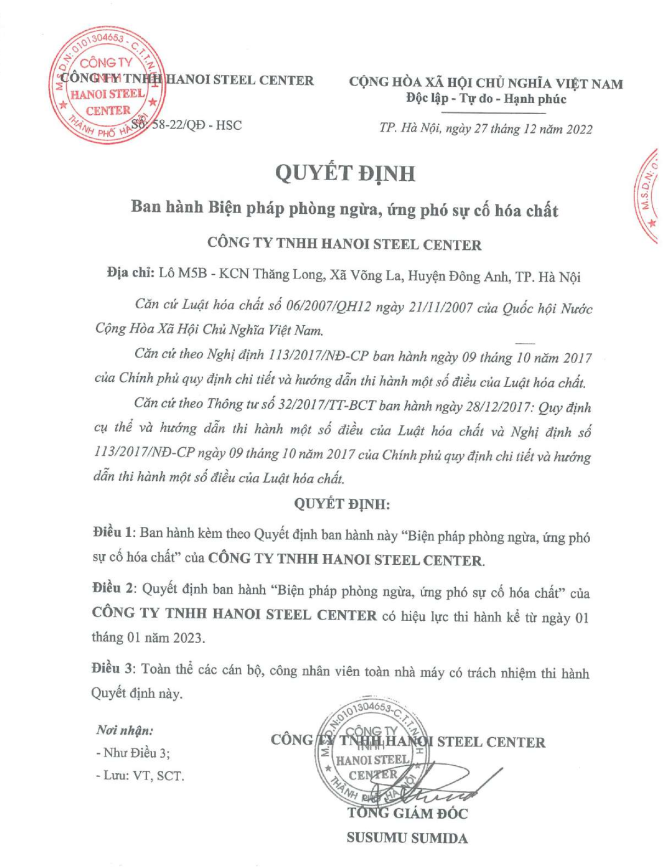 M.S.D.N: 0101304653 - C.T.T.N.H.H
CÔNG TY
TNHH
HANOI STEEL
CENTER
THÀNH PHỐ HÀ NỘI
CÔNG TY TNHH HANOI STEEL CENTER
Số: 58-22/QĐ - HSC
CỘNG HÒA XÃ HỘI CHỦ NGHĨA VIỆT NAM
Độc lập - Tự do - Hạnh phúc
TP. Hà Nội, ngày 27 tháng 12 năm 2022
M.S.D.N:
QUYẾT ĐỊNH
Ban hành Biện pháp phòng ngừa, ứng phó sự cố hóa chất
CÔNG TY TNHH HANOI STEEL CENTER
Địa chỉ: Lô M5B - KCN Thăng Long, Xã Võng La, Huyện Đông Anh, TP. Hà Nội
Căn cứ Luật hóa chất số 06/2007/QH12 ngày 21/11/2007 của Quốc hội Nước
Cộng Hòa Xã Hội Chủ Nghĩa Việt Nam.
Căn cứ theo Nghị định 113/2017/NĐ-CP ban hành ngày 09 tháng 10 năm 2017
của Chính phủ quy định chi tiết và hướng dẫn thi hành một số điều của Luật hóa chất.
Căn cứ theo Thông tư số 32/2017/TT-BCT ban hành ngày 28/12/2017: Quy định
cụ thể và hướng dẫn thi hành một số điều của Luật hóa chất và Nghị định số
113/2017/NĐ-CP ngày 09 tháng 10 năm 2017 của Chính phủ quy định chi tiết và hướng
dẫn thi hành một số điều của Luật hóa chất.
QUYẾT ĐỊNH:
Điều 1: Ban hành kèm theo Quyết định ban hành này “Biện pháp phòng ngừa, ứng phó
sự cố hóa chất” của CÔNG TY TNHH HANOI STEEL CENTER.
Điều 2: Quyết định ban hành “Biện pháp phòng ngừa, ứng phó sự cố hóa chất” của
CÔNG TY TNHH HANOI STEEL CENTER có hiệu lực thi hành kể từ ngày 01
tháng 01 năm 2023.
Điều 3: Toàn thể các cán bộ, công nhân viên toàn nhà máy có trách nhiệm thi hành
Quyết định này.
Nơi nhận:
- Như Điều 3;
- Lưu: VT, SCT.
CÔNG TY TNHH HANOI STEEL CENTER
M.S.D.N: 0101304653 - C.T.T.N.H.H
CÔNG TY
TNHH
HANOI STEEL
CENTER
THÀNH PHỐ HÀ NỘI
TỔNG GIÁM ĐỐC
SUSUMU SUMIDA